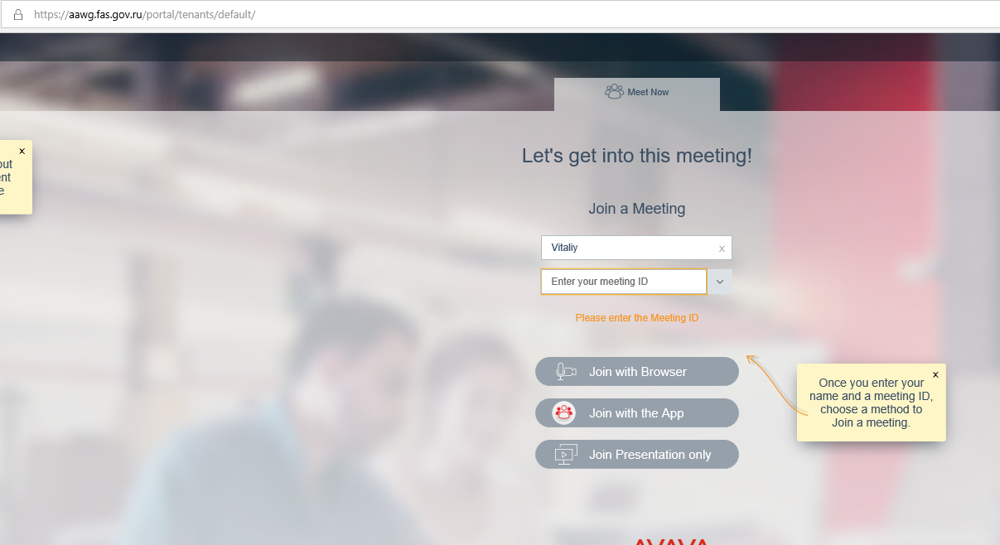 https://aawg.fas.gov.ru/portal/tenants/default/
Meet Now
x
Let's get into this meeting!
Join a Meeting
Vitaliy x
Enter your meeting ID
Please enter the Meeting ID
Join with Browser
Join with the App
Join Presentation only
x
Once you enter your
name and a meeting ID,
choose a method to
Join a meeting.
AVAYA